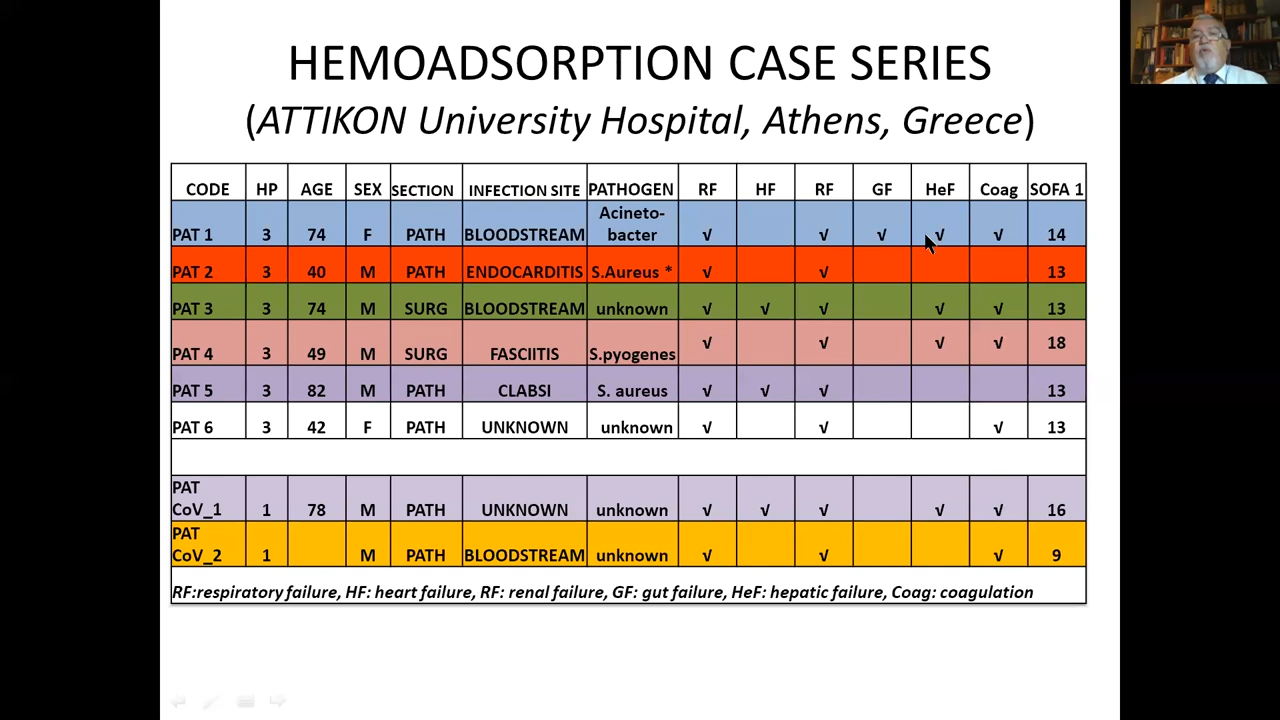 HEMOADSORPTION CASE SERIES
(ATTIKON University Hospital, Athens, Greece)
CODE HP AGE SEX SECTION INFECTION SITE PATHOGEN RF HF RF GF HeF Coag SOFA 1
PAT 1 3 74 F PATH BLOODSTREAM Acineto-
bacter √ √ √ √ √ 14
PAT 2 3 40 M PATH ENDOCARDITIS S.Aureus * √ √ 13
PAT 3 3 74 M SURG BLOODSTREAM unknown √ √ √ √ √ 13
PAT 4 3 49 M SURG FASCIITIS S.pyogenes √ √ √ √ 18
PAT 5 3 82 M PATH CLABSI S. aureus √ √ √ 13
PAT 6 3 42 F PATH UNKNOWN unknown √ √ √ 13
PAT
CoV_1 1 78 M PATH UNKNOWN unknown √ √ √ √ √ 16
PAT
CoV_2 1 M PATH BLOODSTREAM unknown √ √ √ 9
RF:respiratory failure, HF: heart failure, RF: renal failure, GF: gut failure, HeF: hepatic failure, Coag: coagulation